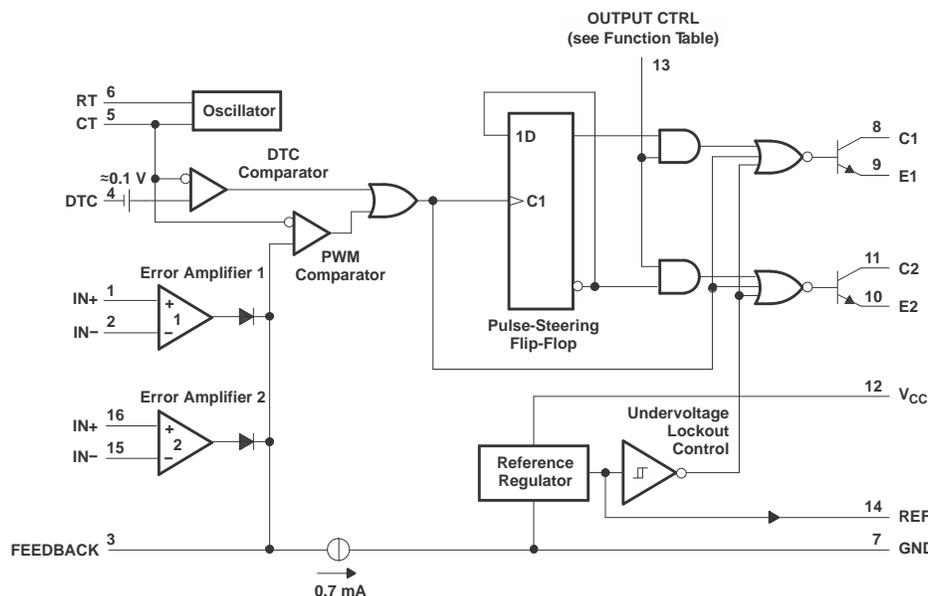 OUTPUT CTRL
(see Function Table)
13
6
RT
5
CT
Oscillator
DTC
Comparator
≈0.1 V
4
DTC
PWM
Comparator
1D
C1
Pulse-Steering
Flip-Flop
8
C1
9
E1
11
C2
10
E2
Error Amplifier 1
1
IN+
+
1
2
IN−
−
Error Amplifier 2
16
IN+
+
2
15
IN−
−
12
VCC
Undervoltage
Lockout
Control
Reference
Regulator
14
REF
7
GND
3
FEEDBACK
0.7 mA